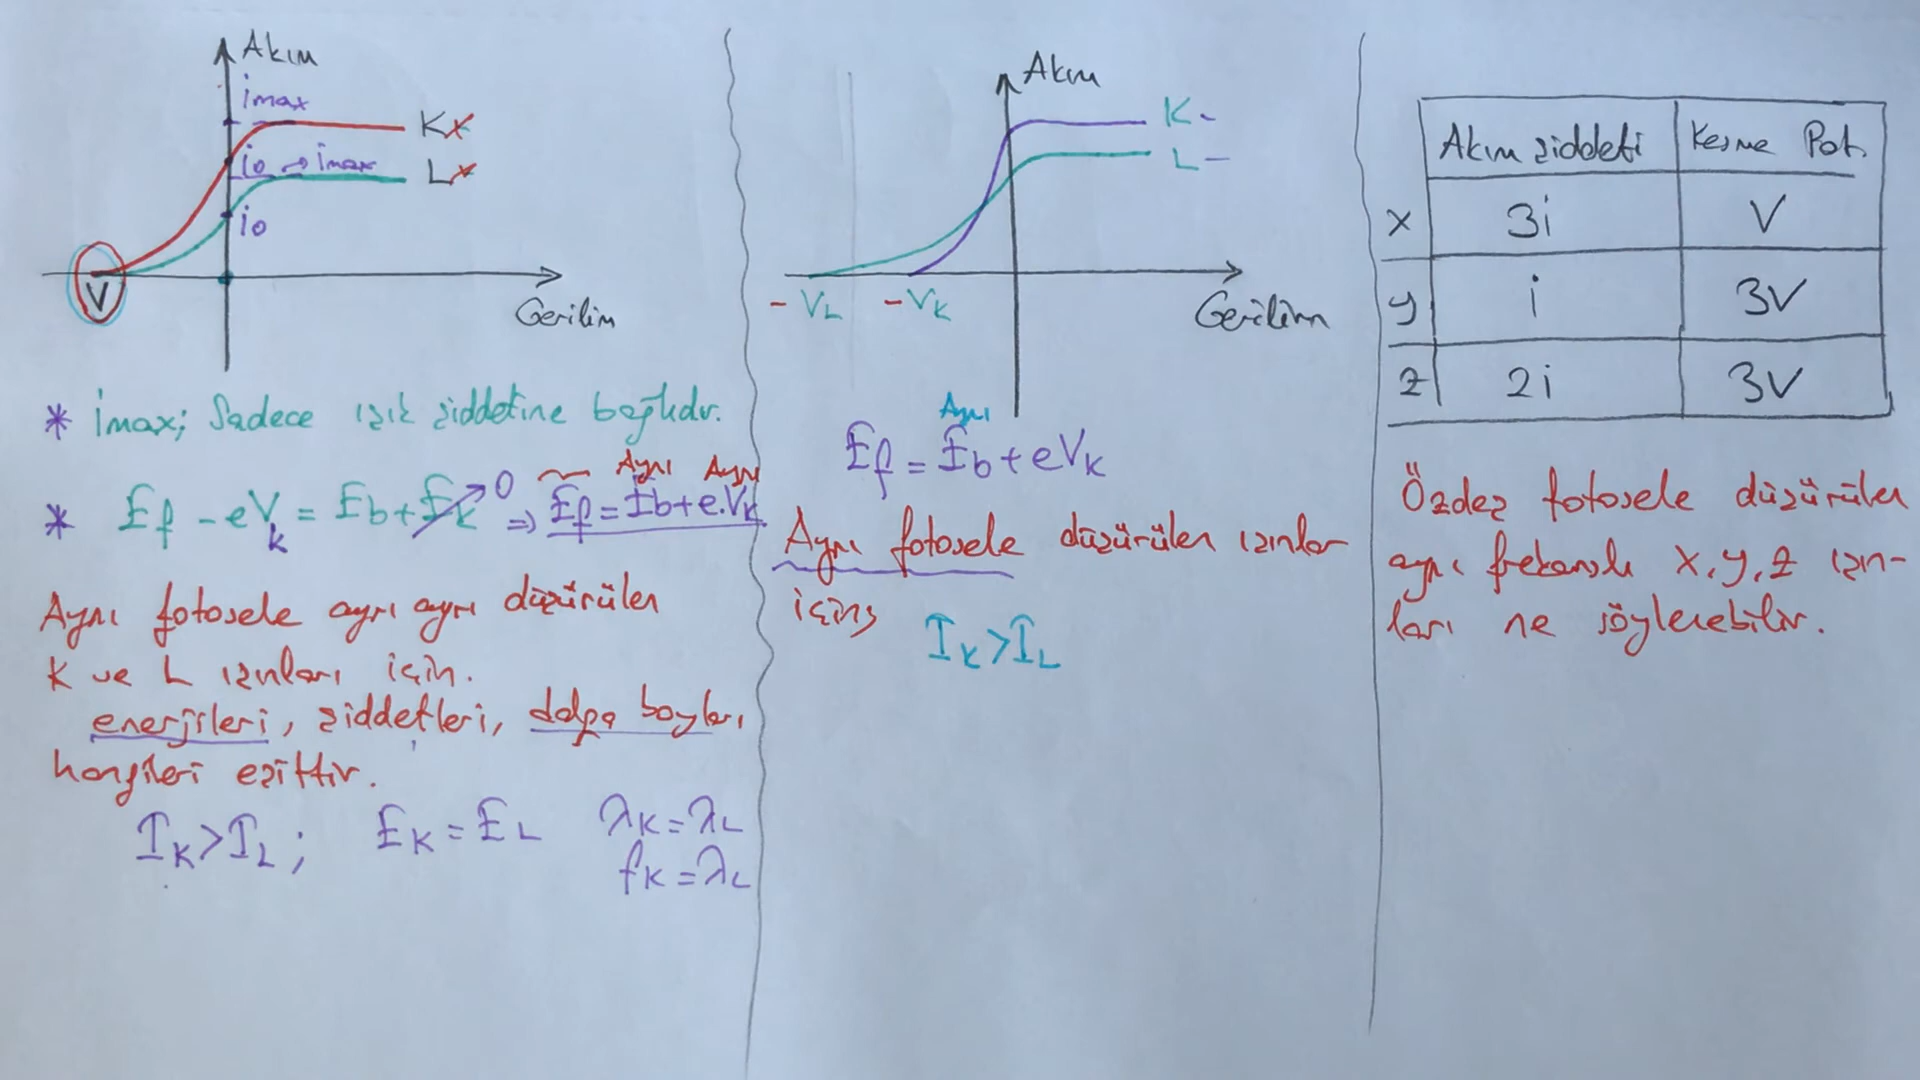 Akım
imax
K x
i0 → imax
L x
i0
V
Gerilim
* İmax; Sadece ışık şiddetine bağlıdır.
* Ef - eVk = Eb + Ek 0 ⇒ Ef = Eb + e.Vk
Aynı Aynı
Aynı fotosele ayrı ayrı düşürülen
K ve L ışınları için.
enerjileri, şiddetleri, dalga boyları
hangileri eşittir.
IK > IL ; EK = EL λK = λL
fK = λL
Akım
K -
L -
- VL - VK
Gerilim
Aynı
Ef = Eb + eVk
Aynı fotosele düşürülen ışınlar
için;
IK > IL
Akım şiddeti Kesme Pot.
x 3i V
y i 3V
z 2i 3V
Özdeş fotosele düşürülen
aynı frekanslı x, y, z ışın-
ları ne söylenebilir.